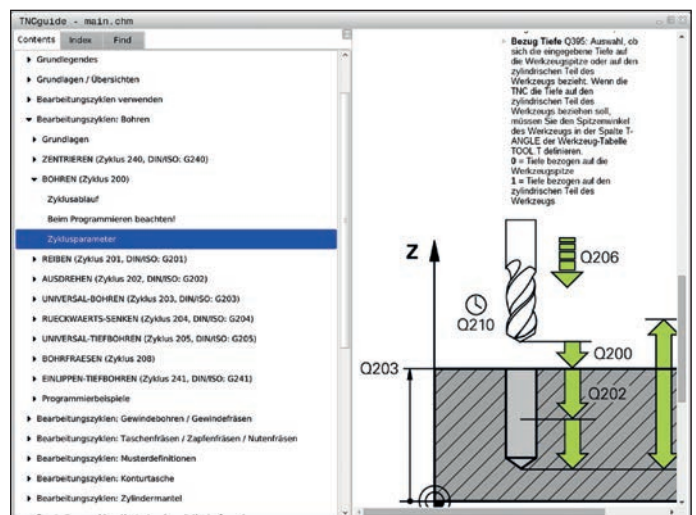 TNCguide - main.chm
Contents
Index
Find
Grundlegendes
Grundlagen / Übersichten
Bearbeitungszyklen verwenden
Bearbeitungszyklen: Bohren
Grundlagen
ZENTRIEREN (Zyklus 240, DIN/ISO: G240)
BOHREN (Zyklus 200)
Zyklusablauf
Beim Programmieren beachten!
Zyklusparameter
REIBEN (Zyklus 201, DIN/ISO: G201)
AUSDREHEN (Zyklus 202, DIN/ISO: G202)
UNIVERSAL-BOHREN (Zyklus 203, DIN/ISO: G203)
RUECKWAERTS-SENKEN (Zyklus 204, DIN/ISO: G204)
UNIVERSAL-TIEFBOHREN (Zyklus 205, DIN/ISO: G205)
BOHRFRAESEN (Zyklus 208)
EINLIPPEN-TIEFBOHREN (Zyklus 241, DIN/ISO: G241)
Programmierbeispiele
Bearbeitungszyklen: Gewindebohren / Gewindefräsen
Bearbeitungszyklen: Taschenfräsen / Zapfenfräsen / Nutenfräsen
Bearbeitungszyklen: Musterdefinitionen
Bearbeitungszyklen: Konturtasche
Bearbeitungszyklen: Zylindermantel
Bezug Tiefe Q395: Auswahl, ob
sich die eingegebene Tiefe auf
die Werkzeugspitze oder auf den
zylindrischen Teil des
Werkzeugs bezieht. Wenn die
TNC die Tiefe auf den
zylindrischen Teil des
Werkzeugs beziehen soll,
müssen Sie den Spitzenwinkel
des Werkzeugs in der Spalte T-
ANGLE der Werkzeug-Tabelle
TOOL.T definieren.
0 = Tiefe bezogen auf die
Werkzeugspitze
1 = Tiefe bezogen auf den
zylindrischen Teil des
Werkzeugs
Z
Q206
Q210
Q200
Q203
Q202